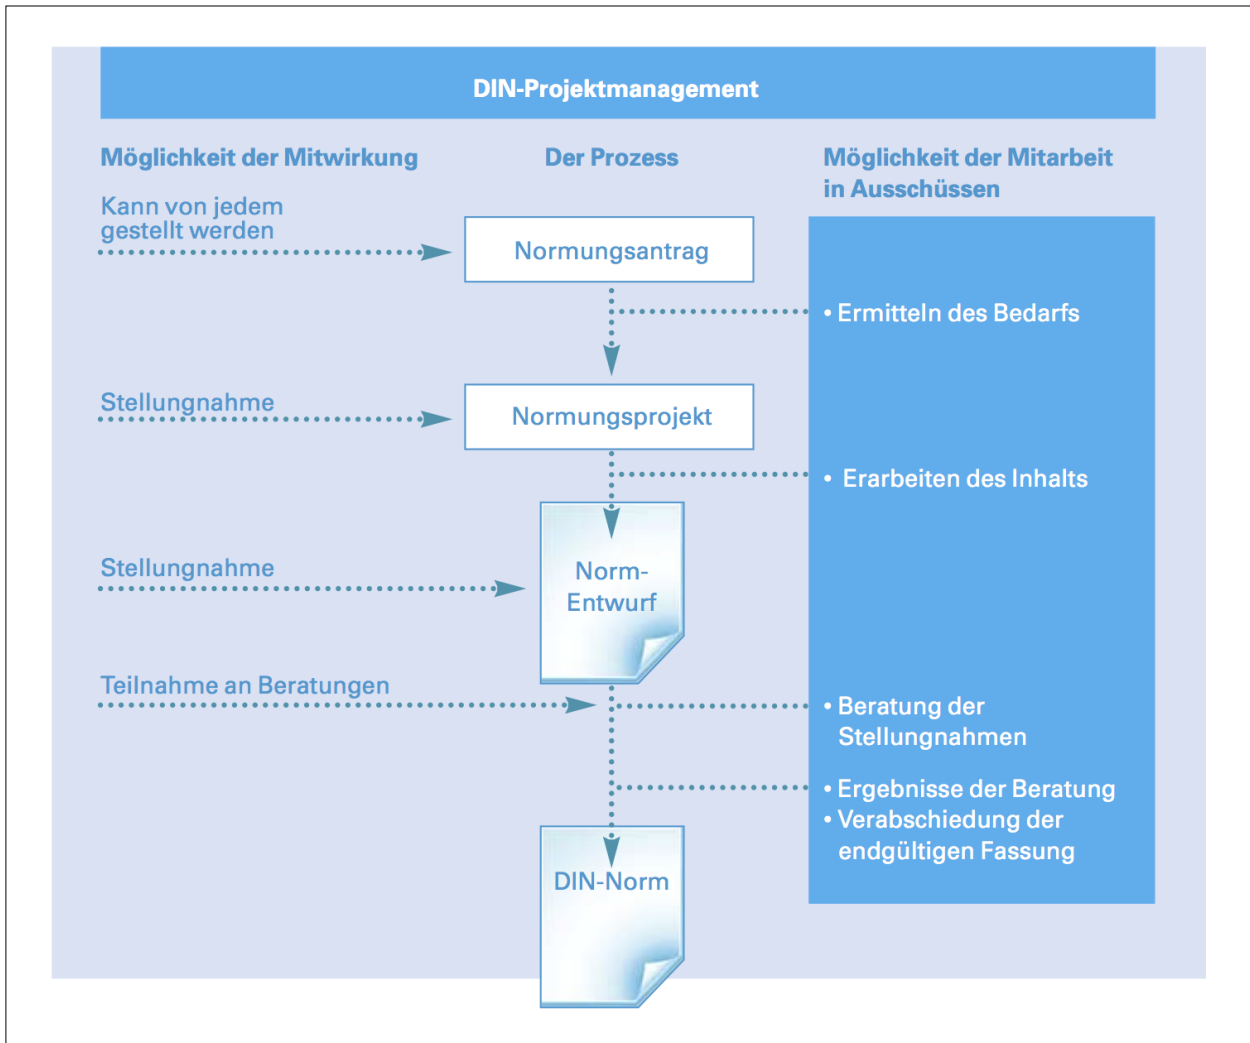 DIN-Projektmanagement
Möglichkeit der Mitwirkung
Der Prozess
Möglichkeit der Mitarbeit
in Ausschüssen
Kann von jedem
gestellt werden
Normungsantrag
• Ermitteln des Bedarfs
Stellungnahme
Normungsprojekt
• Erarbeiten des Inhalts
Stellungnahme
Norm-
Entwurf
Teilnahme an Beratungen
• Beratung der
Stellungnahmen
• Ergebnisse der Beratung
• Verabschiedung der
endgültigen Fassung
DIN-Norm